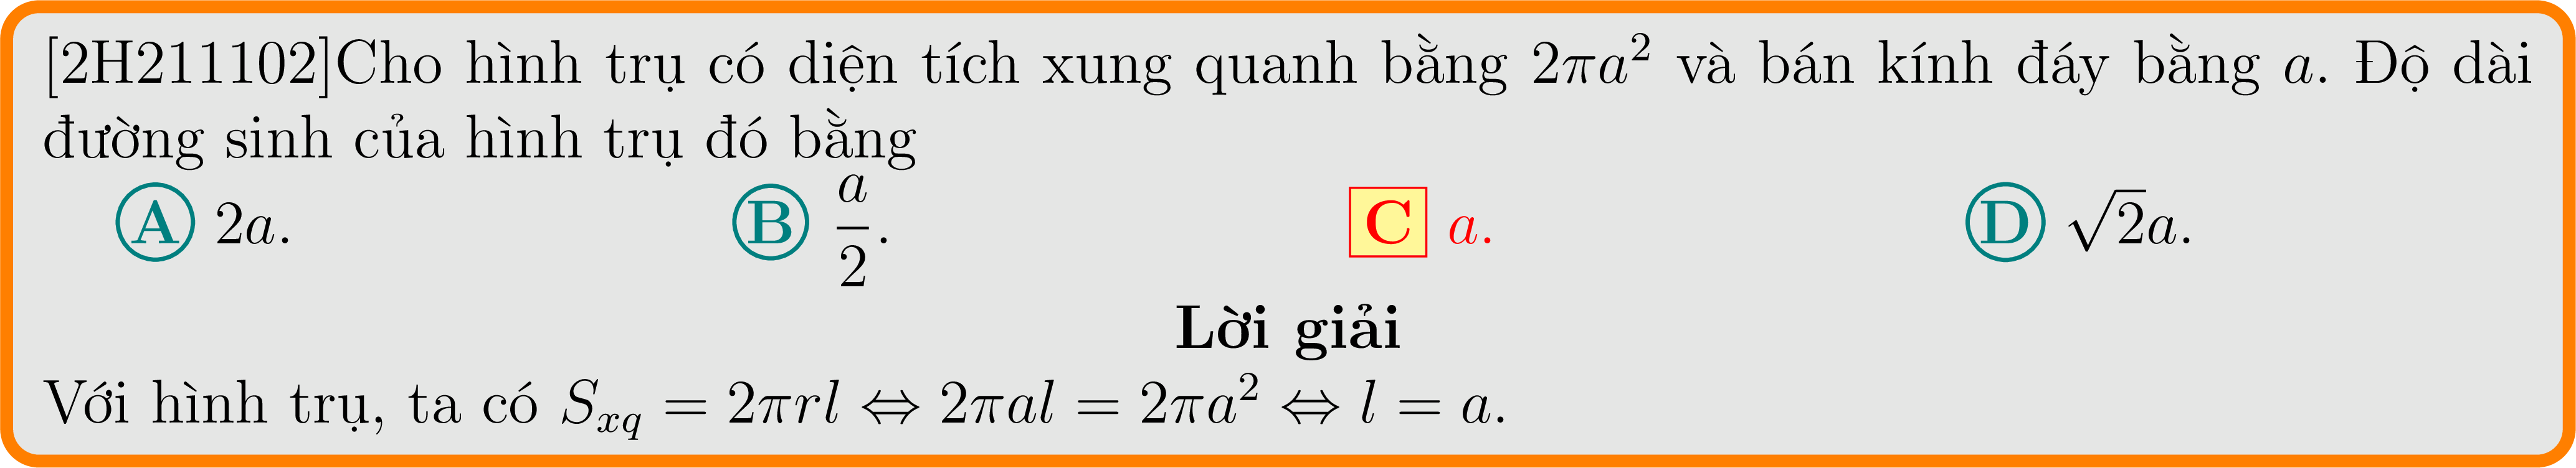 [2H211102]Cho hình trụ có diện tích xung quanh bằng $2\pi a^2$ và bán kính đáy bằng $a$. Độ dài
đường sinh của hình trụ đó bằng
A $2a$. B $\dfrac{a}{2}$. C $a$. D $\sqrt{2}a$.
Lời giải
Với hình trụ, ta có $S_{xq} = 2\pi rl \Leftrightarrow 2\pi al = 2\pi a^2 \Leftrightarrow l = a$.